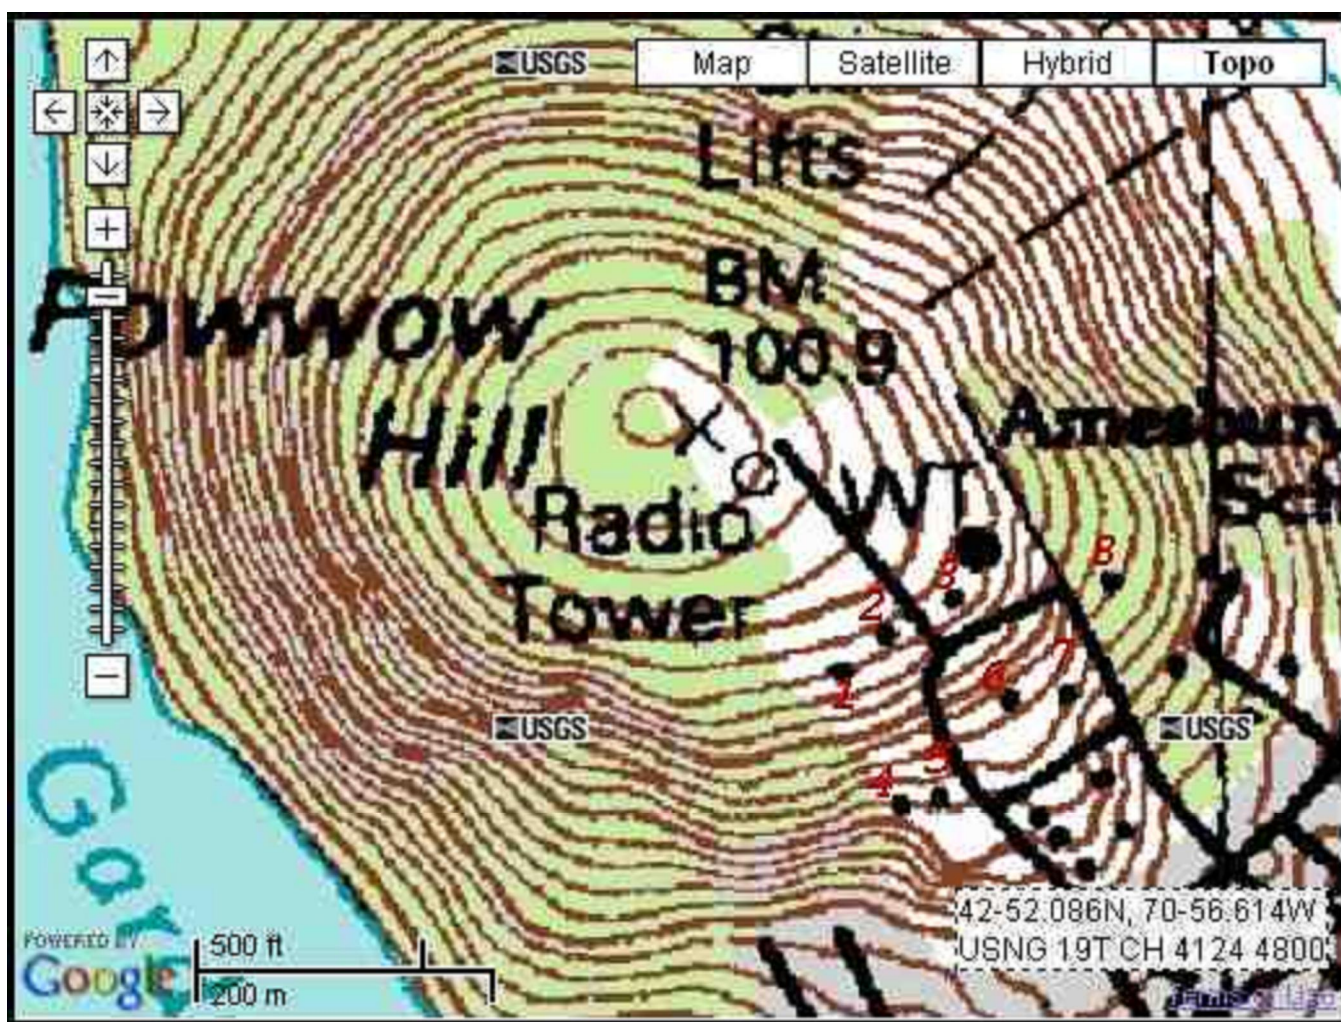 USGS
Map Satellite Hybrid Topo
Lifts
Powwow
Hill
BM
100.9
Radio
Tower
WT
2
3
8
1
6
7
4
5
USGS
USGS
42-52.086N, 70-56.614W
USNG 19T CH 4124 4800
POWERED BY
Google
500 ft
200 m